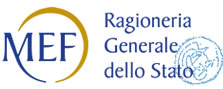 MEF
Ragioneria
Generale
dello Stato